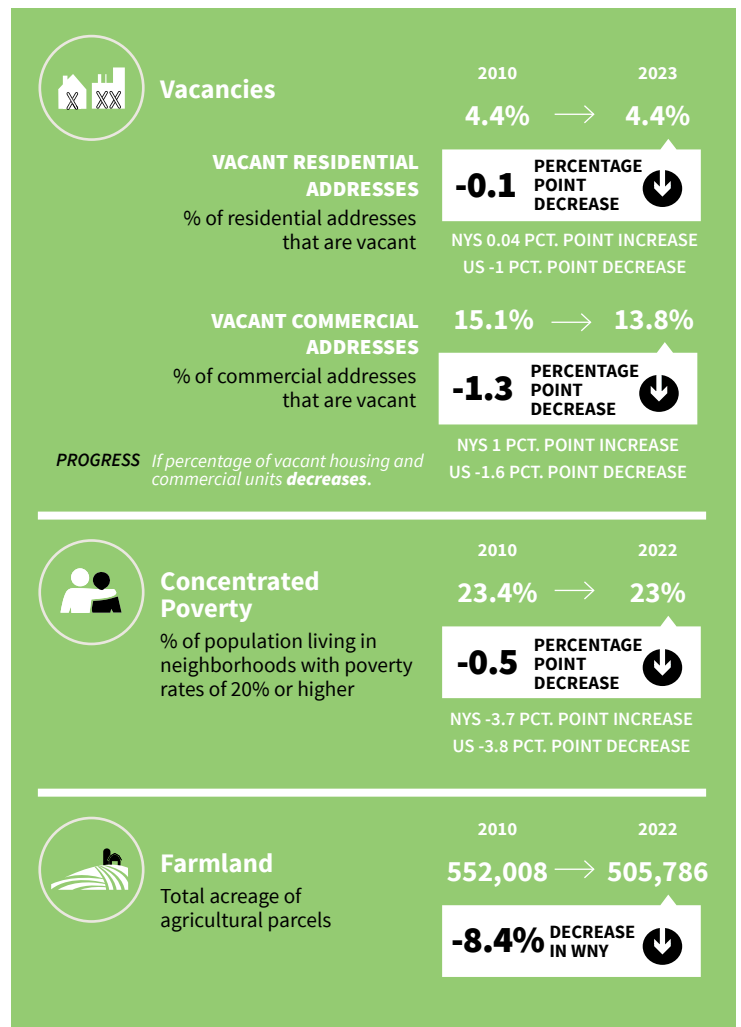 Vacancies
2010 2023
4.4% → 4.4%
VACANT RESIDENTIAL
ADDRESSES
% of residential addresses
that are vacant
-0.1
PERCENTAGE
POINT
DECREASE
NYS 0.04 PCT. POINT INCREASE
US -1 PCT. POINT DECREASE
VACANT COMMERCIAL
ADDRESSES
% of commercial addresses
that are vacant
15.1% → 13.8%
-1.3
PERCENTAGE
POINT
DECREASE
NYS 1 PCT. POINT INCREASE
US -1.6 PCT. POINT DECREASE
PROGRESS If percentage of vacant housing and
commercial units decreases.
Concentrated
Poverty
% of population living in
neighborhoods with poverty
rates of 20% or higher
2010 2022
23.4% → 23%
-0.5
PERCENTAGE
POINT
DECREASE
NYS -3.7 PCT. POINT INCREASE
US -3.8 PCT. POINT DECREASE
Farmland
Total acreage of
agricultural parcels
2010 2022
552,008 → 505,786
-8.4%
DECREASE
IN WNY